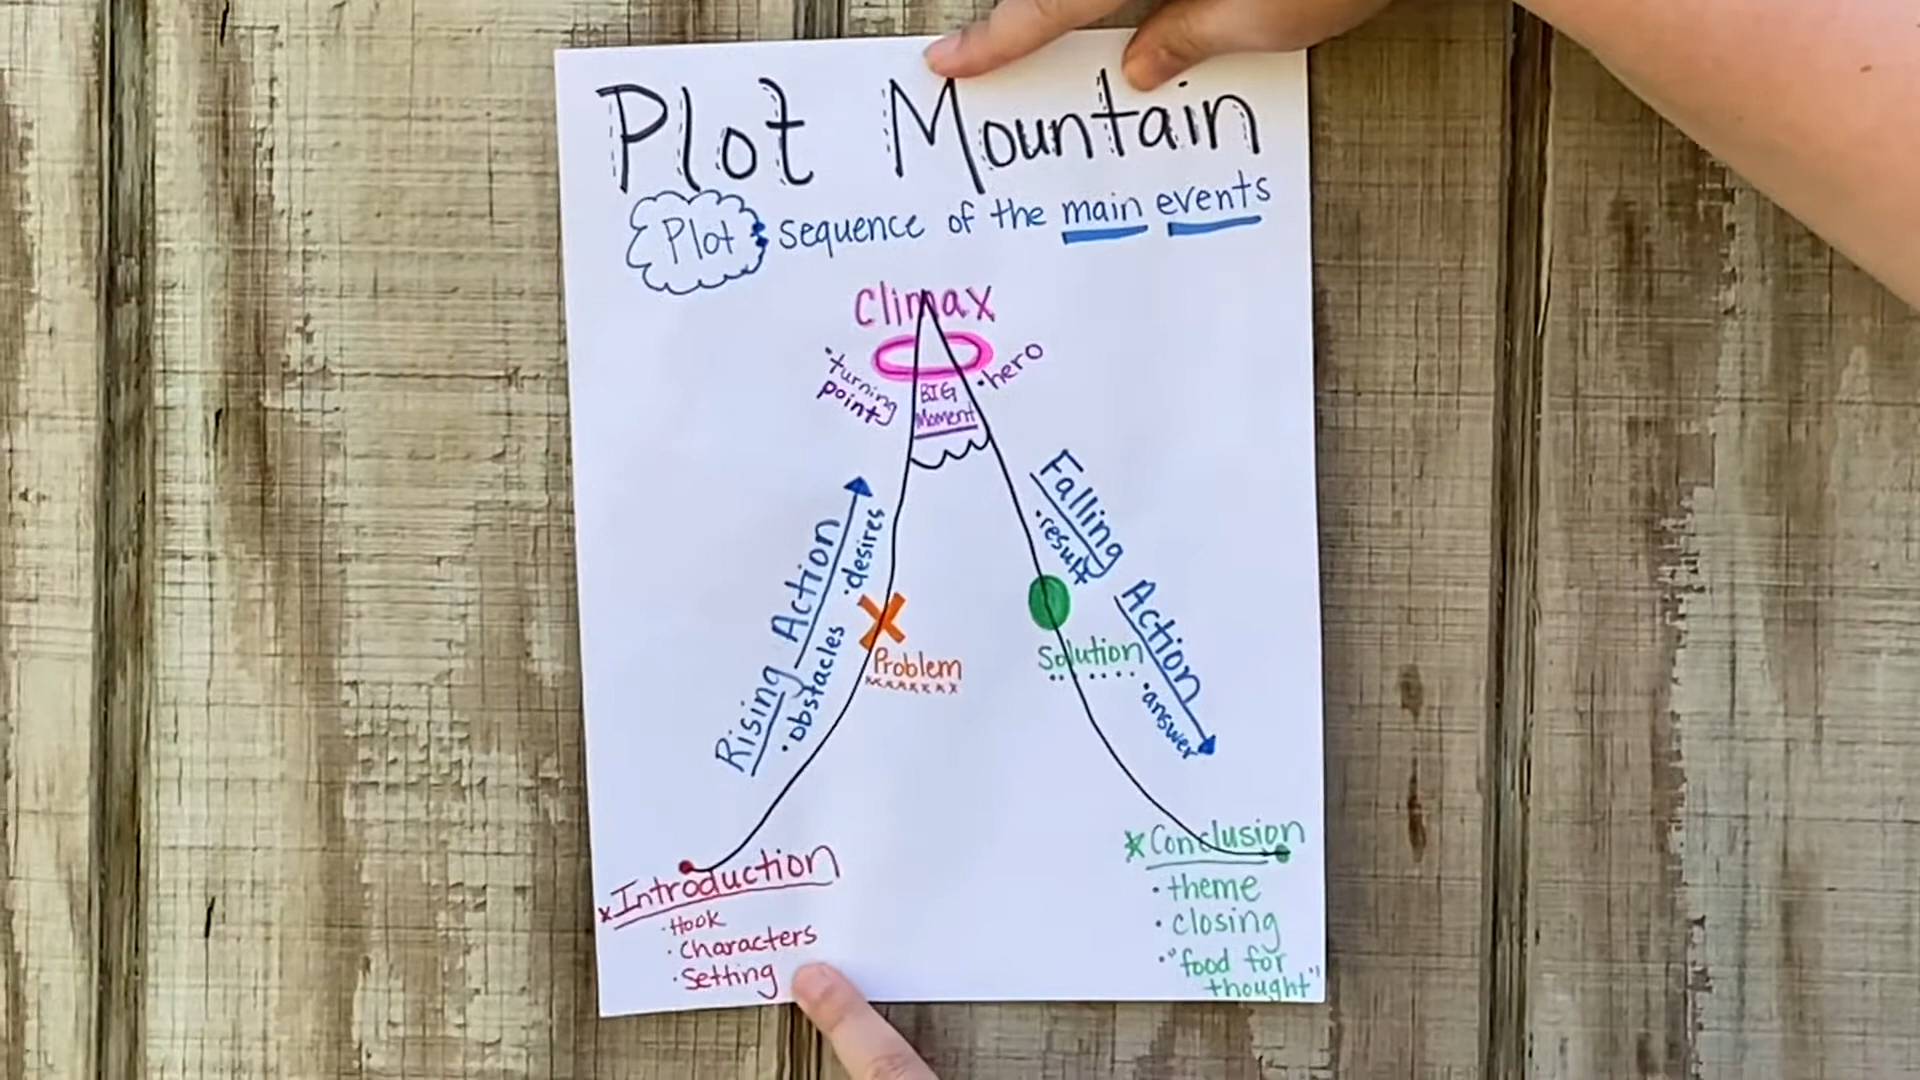 Plot Mountain
Plot: sequence of the main events
Climax
• turning
point
BIG
Moment
• hero
Rising Action
• obstacles
• desires
Problem
Falling Action
• result
• answer
Solution
x Introduction
• Hook
• Characters
• Setting
* Conclusion
• theme
• closing
• "food for
thought"